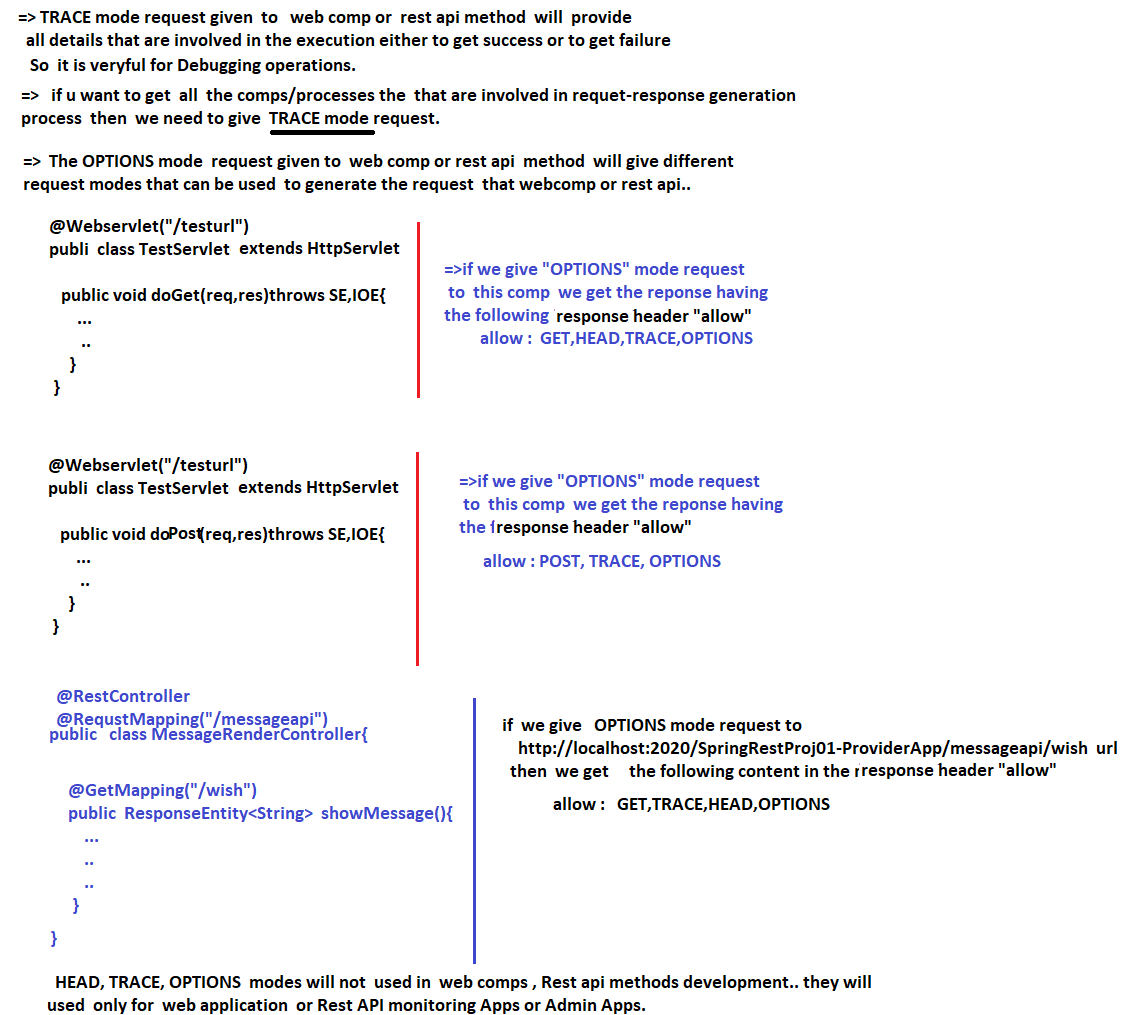 => TRACE mode request given to web comp or rest api method will provide
all details that are involved in the execution either to get success or to get failure
So it is veryful for Debugging operations.
=> if u want to get all the comps/processes the that are involved in requet-response generation
process then we need to give TRACE mode request.
=> The OPTIONS mode request given to web comp or rest api method will give different
request modes that can be used to generate the request that webcomp or rest api..
@Webservlet("/testurl")
publi class TestServlet extends HttpServlet
public void doGet(req,res)throws SE,IOE{
...
..
}
}
=>if we give "OPTIONS" mode request
to this comp we get the reponse having
the following response header "allow"
allow : GET,HEAD,TRACE,OPTIONS
@Webservlet("/testurl")
publi class TestServlet extends HttpServlet
public void doPost(req,res)throws SE,IOE{
...
..
}
}
=>if we give "OPTIONS" mode request
to this comp we get the reponse having
the response header "allow"
allow : POST, TRACE, OPTIONS
@RestController
@RequstMapping("/messageapi")
public class MessageRenderController{
@GetMapping("/wish")
public ResponseEntity<String> showMessage(){
...
..
..
}
}
if we give OPTIONS mode request to
http://localhost:2020/SpringRestProj01-ProviderApp/messageapi/wish url
then we get the following content in the response header "allow"
allow : GET,TRACE,HEAD,OPTIONS
HEAD, TRACE, OPTIONS modes will not used in web comps , Rest api methods development.. they will
used only for web application or Rest API monitoring Apps or Admin Apps.